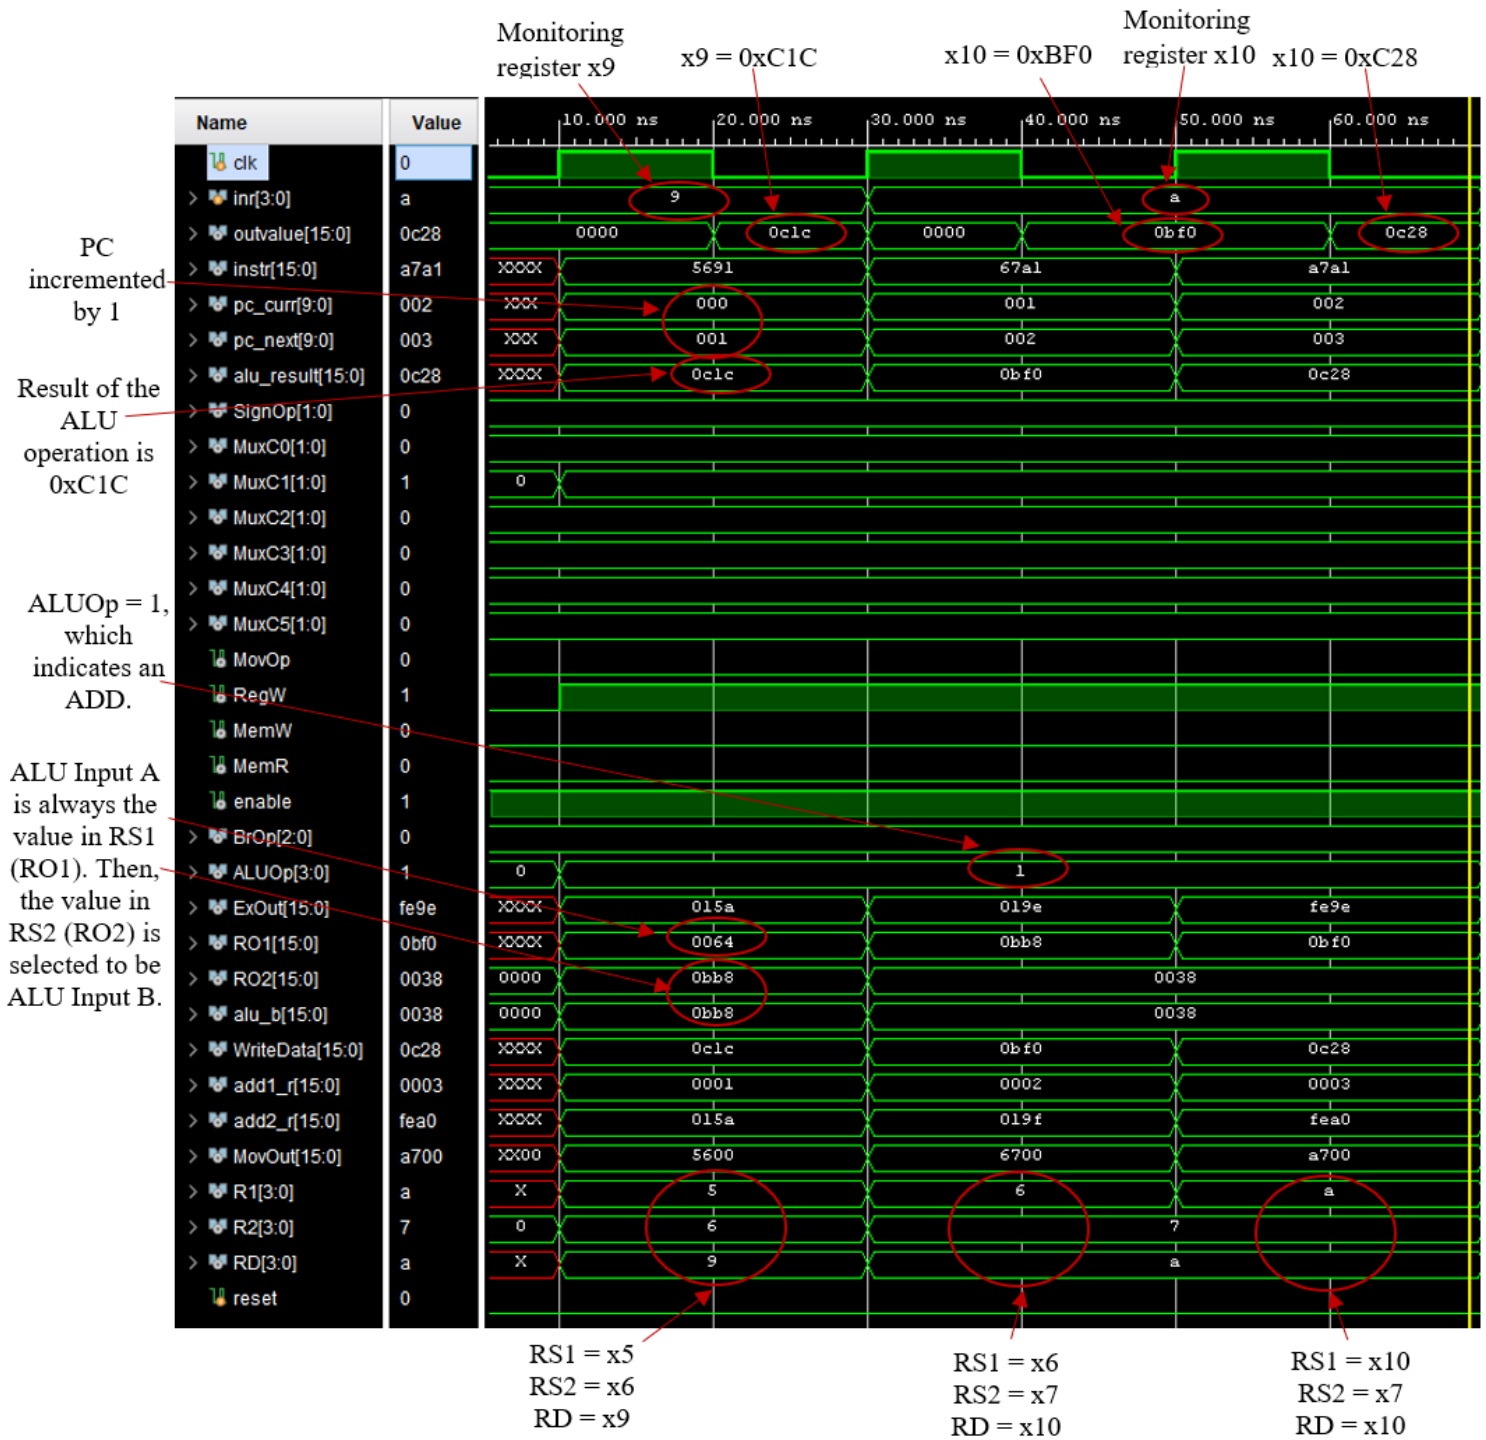 Monitoring
register x9
x9 = 0xC1C
x10 = 0xBF0
Monitoring
register x10
x10 = 0xC28
Name Value
10.000 ns 20.000 ns 30.000 ns 40.000 ns 50.000 ns 60.000 ns
clk 0
inr[3:0] a 9 a
outvalue[15:0] 0c28 0000 0c1c 0000 0bf0 0c28
instr[15:0] a7a1 XXXX 5691 67a1 a7a1
pc_curr[9:0] 002 XXX 000 001 002
pc_next[9:0] 003 XXX 001 002 003
alu_result[15:0] 0c28 XXXX 0c1c 0bf0 0c28
SignOp[1:0] 0
MuxC0[1:0] 0
MuxC1[1:0] 1 0
MuxC2[1:0] 0
MuxC3[1:0] 0
MuxC4[1:0] 0
MuxC5[1:0] 0
MovOp 0
RegW 1
MemW 0
MemR 0
enable 1
BrOp[2:0] 0
ALUOp[3:0] 1 0 1
ExOut[15:0] fe9e XXXX 015a 019e fe9e
RO1[15:0] 0bf0 XXXX 0064 0bb8 0bf0
RO2[15:0] 0038 0000 0bb8 0038
alu_b[15:0] 0038 0000 0bb8 0038
WriteData[15:0] 0c28 XXXX 0c1c 0bf0 0c28
add1_r[15:0] 0003 XXXX 0001 0002 0003
add2_r[15:0] fea0 XXXX 015a 019f fea0
MovOut[15:0] a700 XX00 5600 6700 a700
R1[3:0] a X 5 6 a
R2[3:0] 7 0 6 7
RD[3:0] a X 9 a
reset 0
PC
incremented
by 1
Result of the
ALU
operation is
0xC1C
ALUOp = 1,
which
indicates an
ADD.
ALU Input A
is always the
value in RS1
(RO1). Then,
the value in
RS2 (RO2) is
selected to be
ALU Input B.
RS1 = x5
RS2 = x6
RD = x9
RS1 = x6
RS2 = x7
RD = x10
RS1 = x10
RS2 = x7
RD = x10